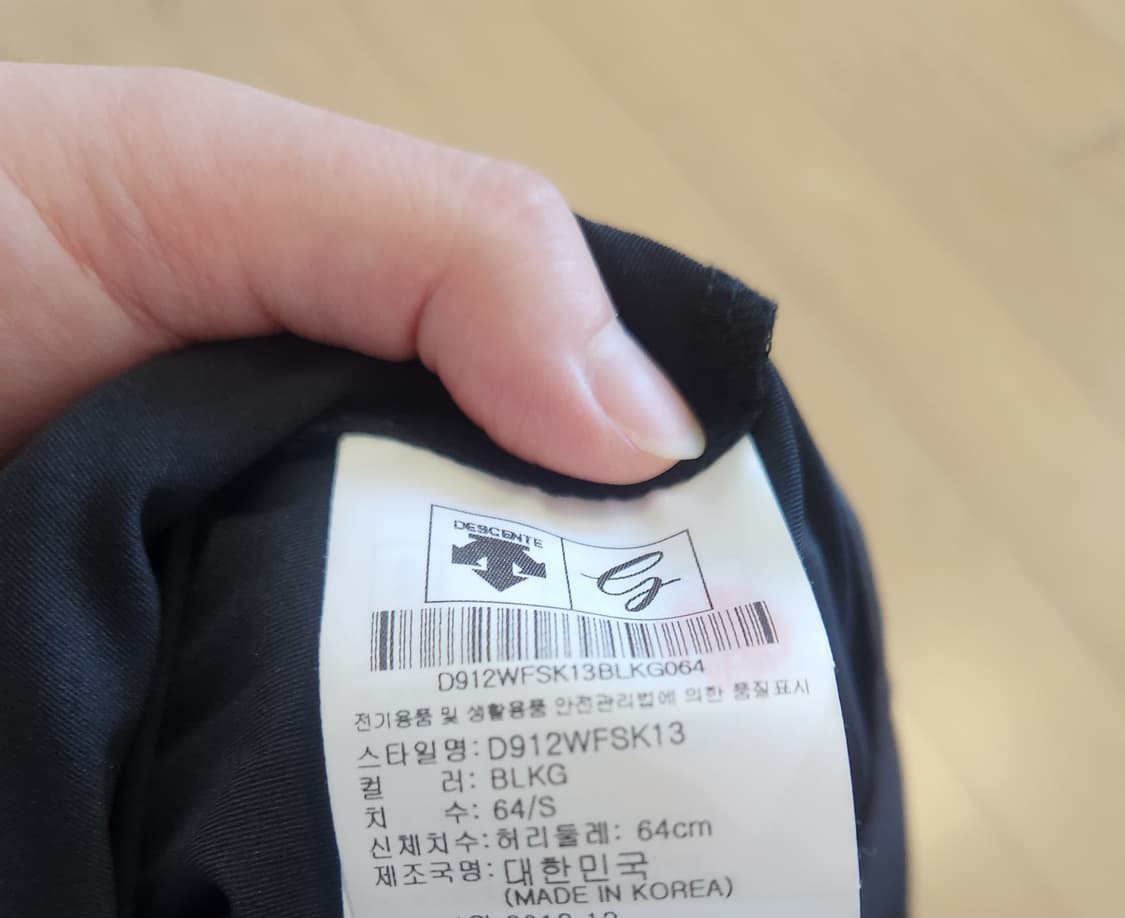 DESCENTE
D912WFSK13BLKG064
전기용품 및 생활용품 안전관리법에 의한 품질표시
스타일명: D912WFSK13
컬 러: BLKG
치 수: 64/S
신체치수: 허리둘레: 64cm
제조국명: 대한민국
(MADE IN KOREA)